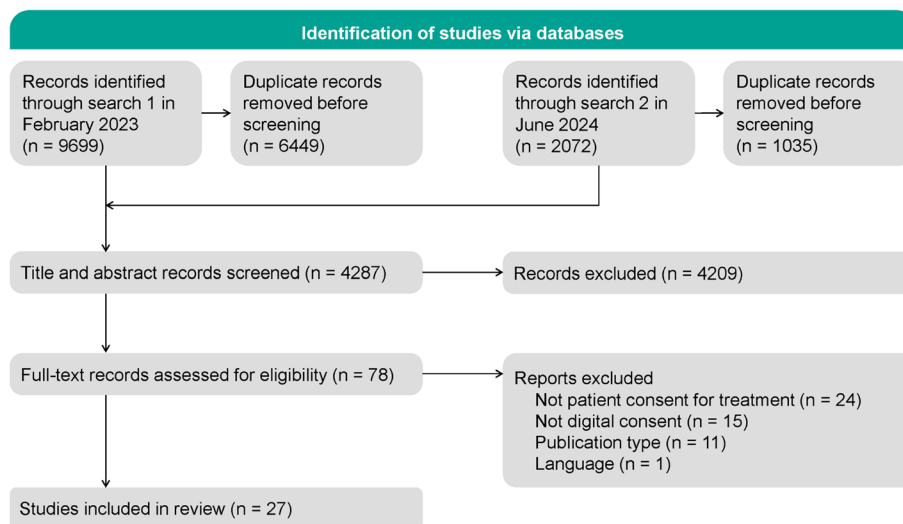 Identification of studies via databases
Records identified
through search 1 in
February 2023
(n = 9699)
Duplicate records
removed before
screening
(n = 6449)
Records identified
through search 2 in
June 2024
(n = 2072)
Duplicate records
removed before
screening
(n = 1035)
Title and abstract records screened (n = 4287)
Records excluded (n = 4209)
Full-text records assessed for eligibility (n = 78)
Reports excluded
Not patient consent for treatment (n = 24)
Not digital consent (n = 15)
Publication type (n = 11)
Language (n = 1)
Studies included in review (n = 27)